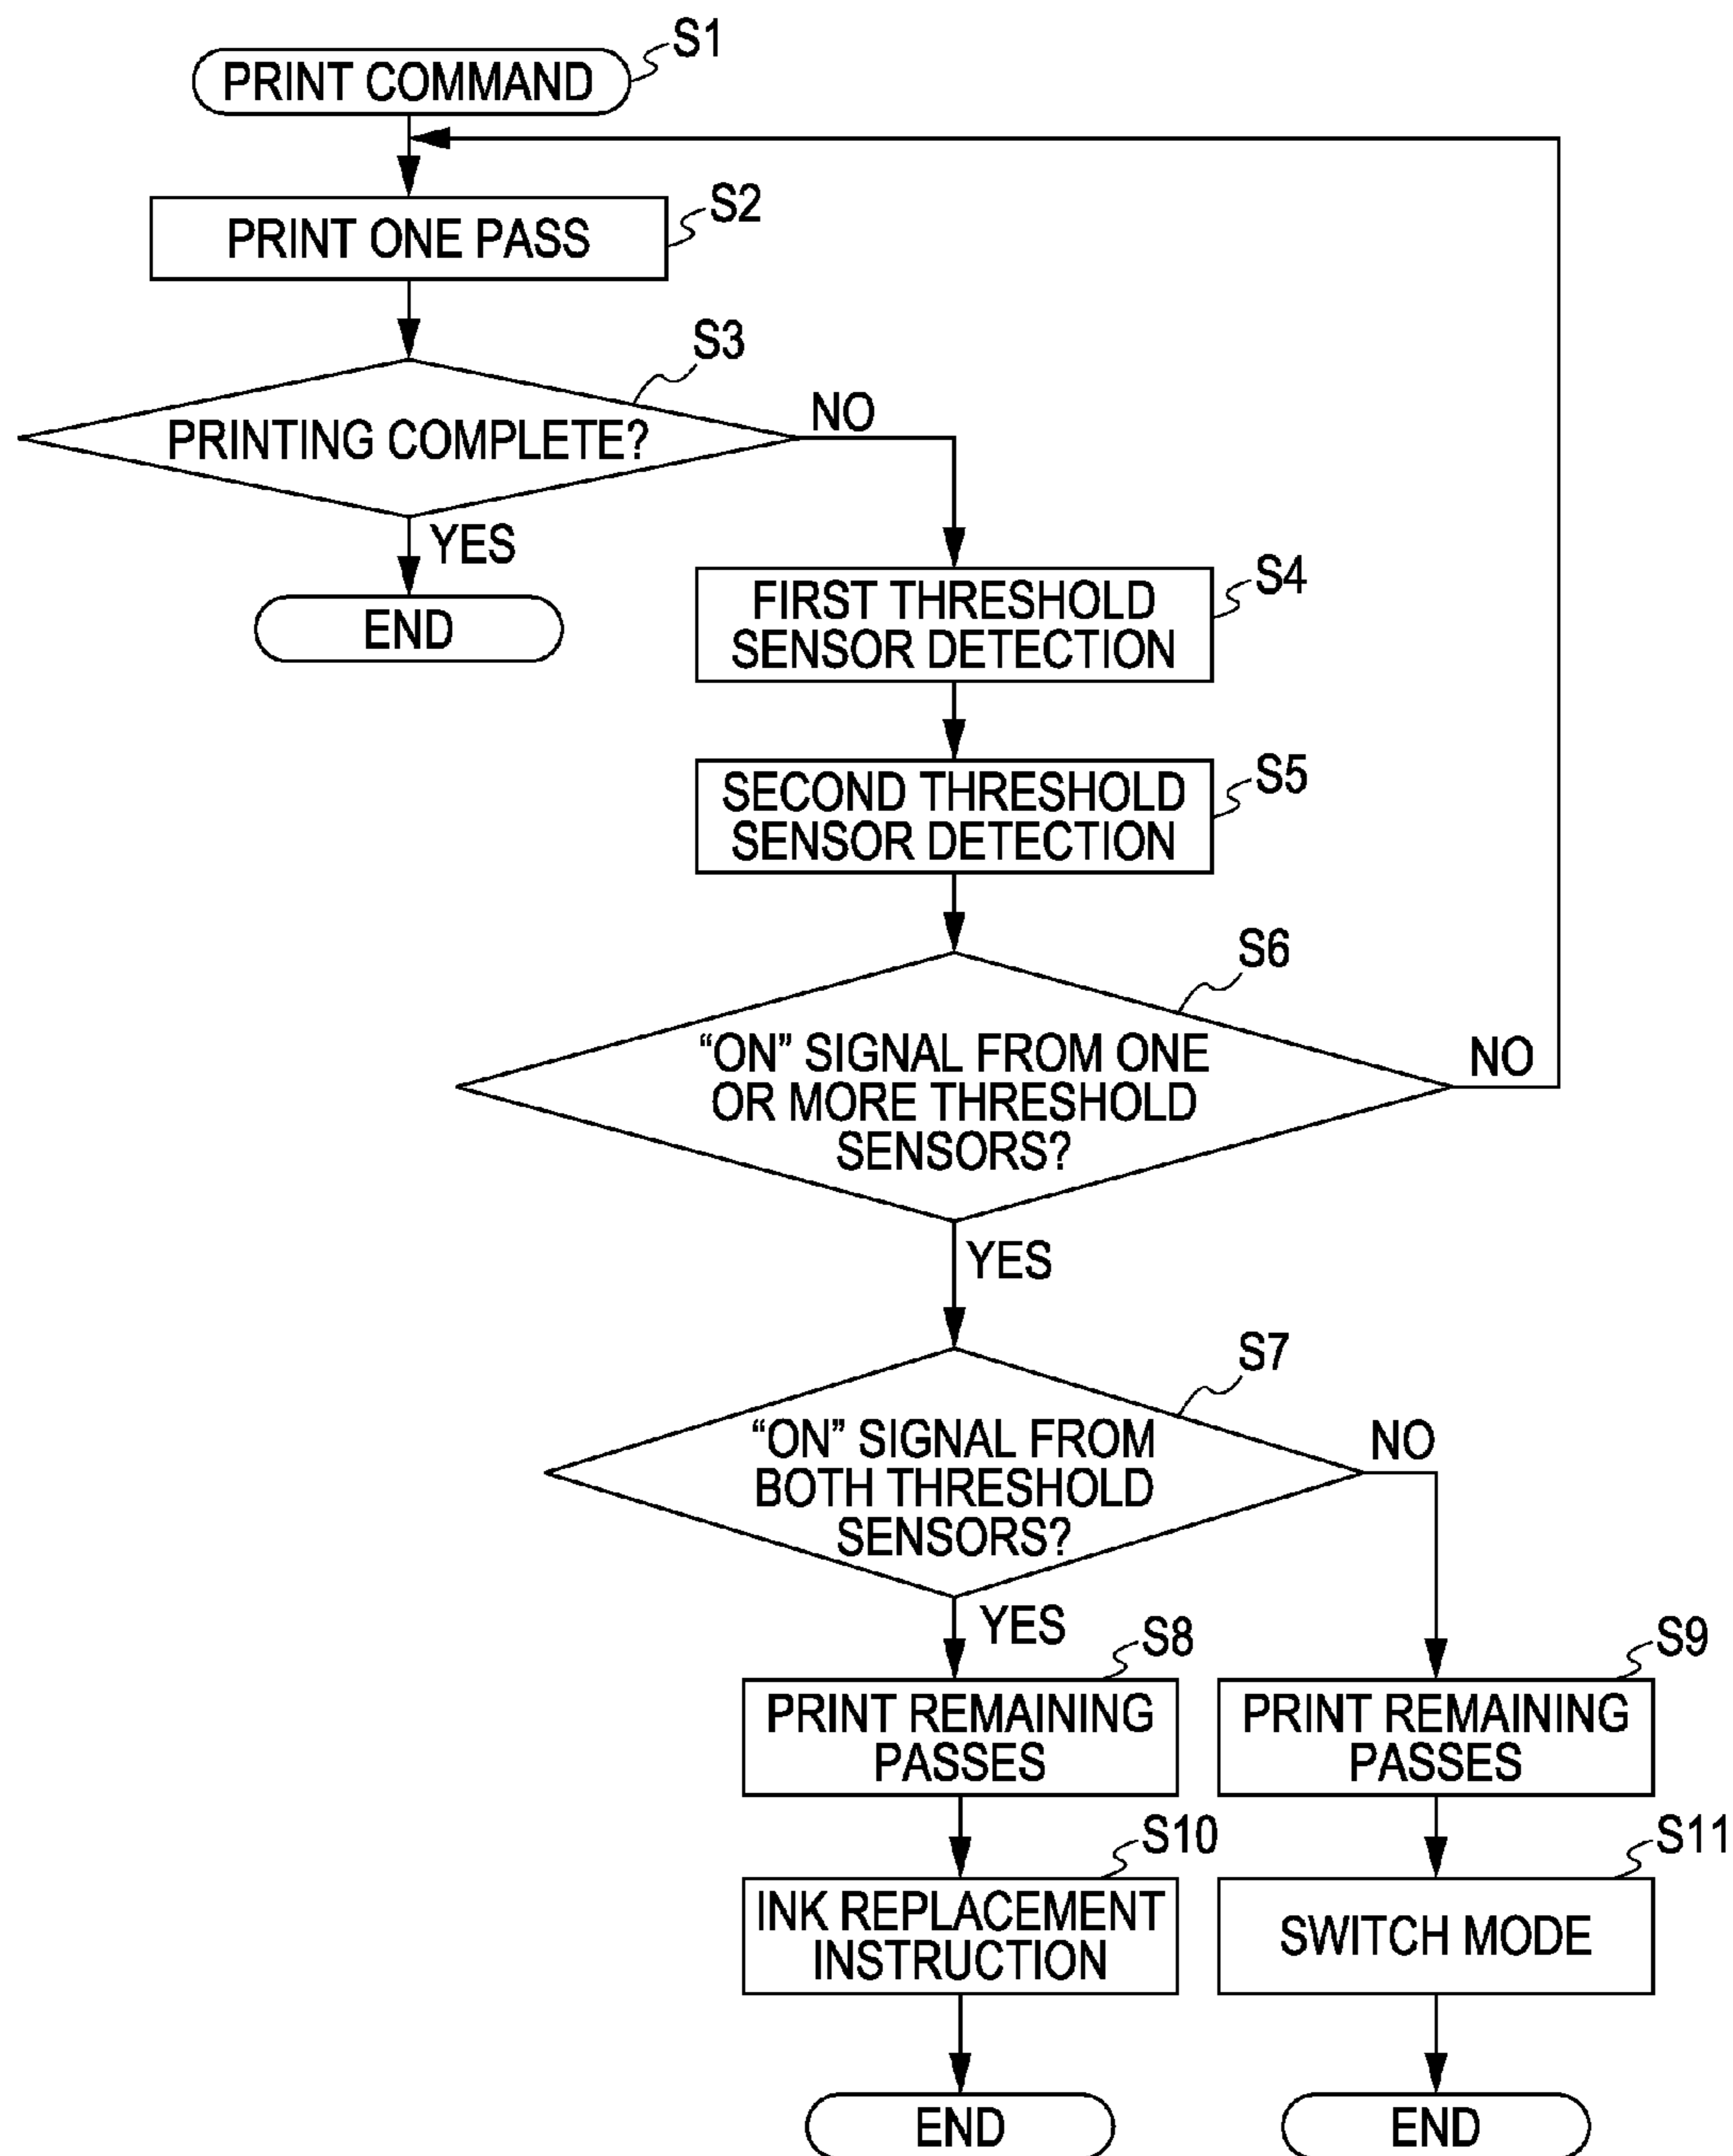 S1
PRINT COMMAND
S2
PRINT ONE PASS
S3
PRINTING COMPLETE?
NO
YES
END
S4
FIRST THRESHOLD
SENSOR DETECTION
S5
SECOND THRESHOLD
SENSOR DETECTION
S6
“ON” SIGNAL FROM ONE
OR MORE THRESHOLD
SENSORS?
NO
YES
S7
“ON” SIGNAL FROM
BOTH THRESHOLD
SENSORS?
NO
YES
S8
PRINT REMAINING
PASSES
S9
PRINT REMAINING
PASSES
S10
INK REPLACEMENT
INSTRUCTION
S11
SWITCH MODE
END
END